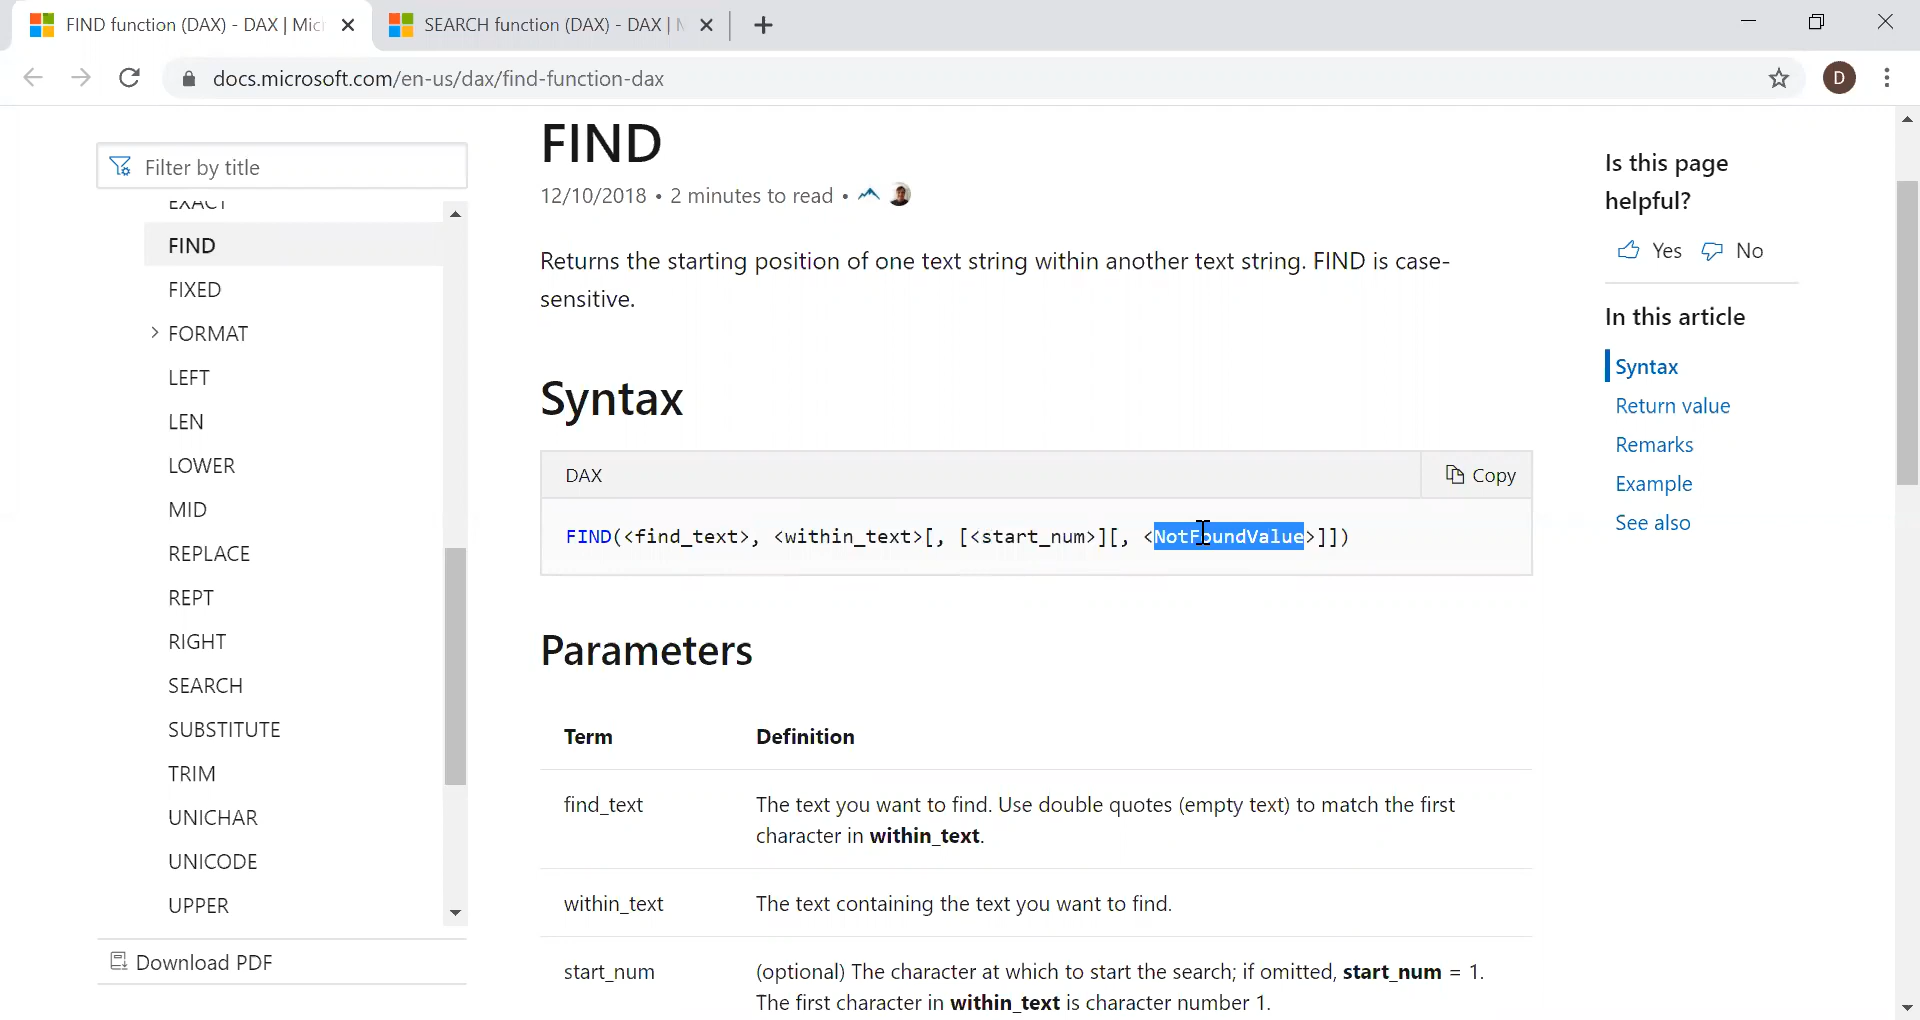 FIND function (DAX) - DAX | Mic
SEARCH function (DAX) - DAX | M
docs.microsoft.com/en-us/dax/find-function-dax
D
Filter by title
EXACT
FIND
FIXED
FORMAT
LEFT
LEN
LOWER
MID
REPLACE
REPT
RIGHT
SEARCH
SUBSTITUTE
TRIM
UNICHAR
UNICODE
UPPER
Download PDF
FIND
12/10/2018 • 2 minutes to read •
Returns the starting position of one text string within another text string. FIND is case-
sensitive.
Syntax
DAX
Copy
FIND(<find_text>, <within_text>[, [<start_num>][, <NotFoundValue>]])
Parameters
Term Definition
find_text The text you want to find. Use double quotes (empty text) to match the first
character in within_text.
within_text The text containing the text you want to find.
start_num (optional) The character at which to start the search; if omitted, start_num = 1.
The first character in within_text is character number 1.
Is this page
helpful?
Yes No
In this article
Syntax
Return value
Remarks
Example
See also